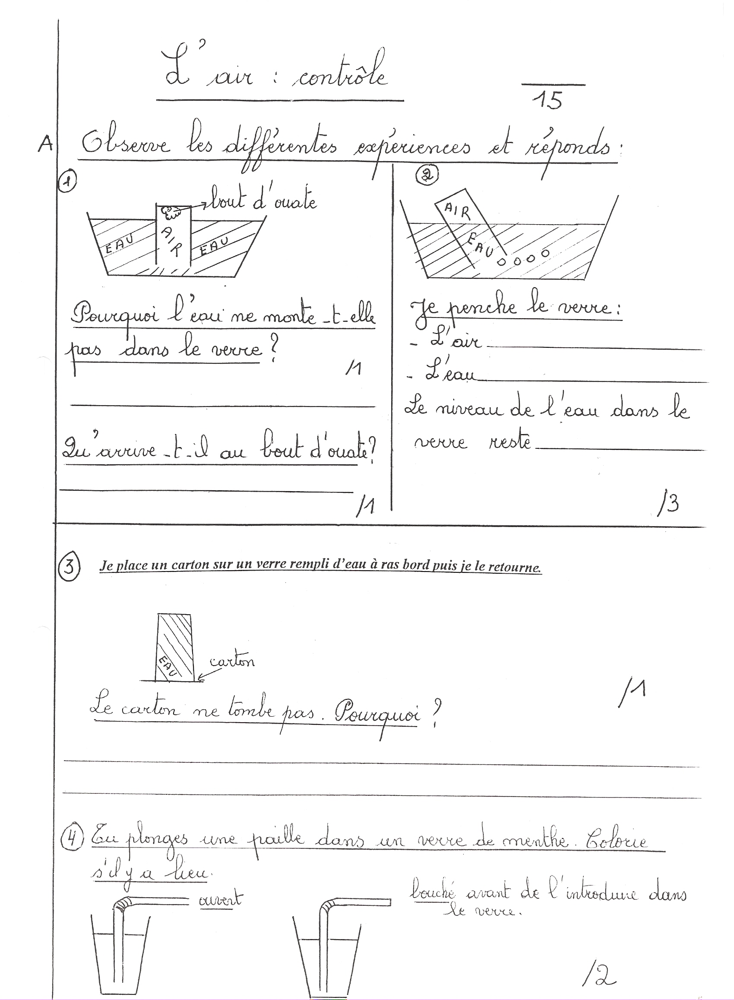 L'air : contrôle
15
A Observe les différentes expériences et réponds :
1
bout d'ouate
EAU
AIR
EAU
Pourquoi l'eau ne monte-t-elle
pas dans le verre ?
/1
Qu'arrive-t-il au bout d'ouate ?
/1
2
AIR
EAU
Je penche le verre :
- L'air
- L'eau
Le niveau de l'eau dans le
verre reste
/3
3 Je place un carton sur un verre rempli d'eau à ras bord puis je le retourne.
EAU
carton
/1
Le carton ne tombe pas. Pourquoi ?
4 Tu plonges une paille dans un verre de menthe. Colorie
s'il y a lieu.
ouvert
bouché avant de l'introduire dans
le verre.
/2